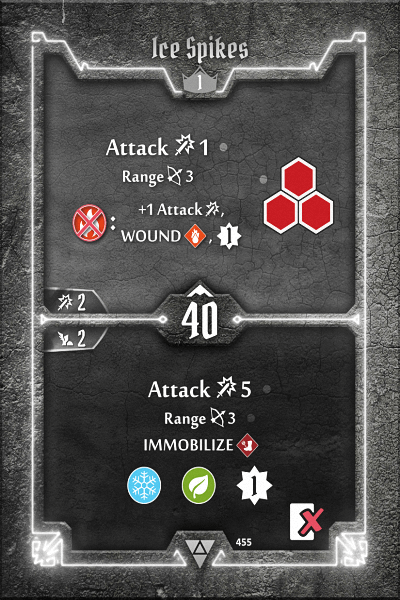 Ice Spikes
1
Attack 1
Range 3
: +1 Attack ,
WOUND , 1
2
40
2
Attack 5
Range 3
IMMOBILIZE
1
455